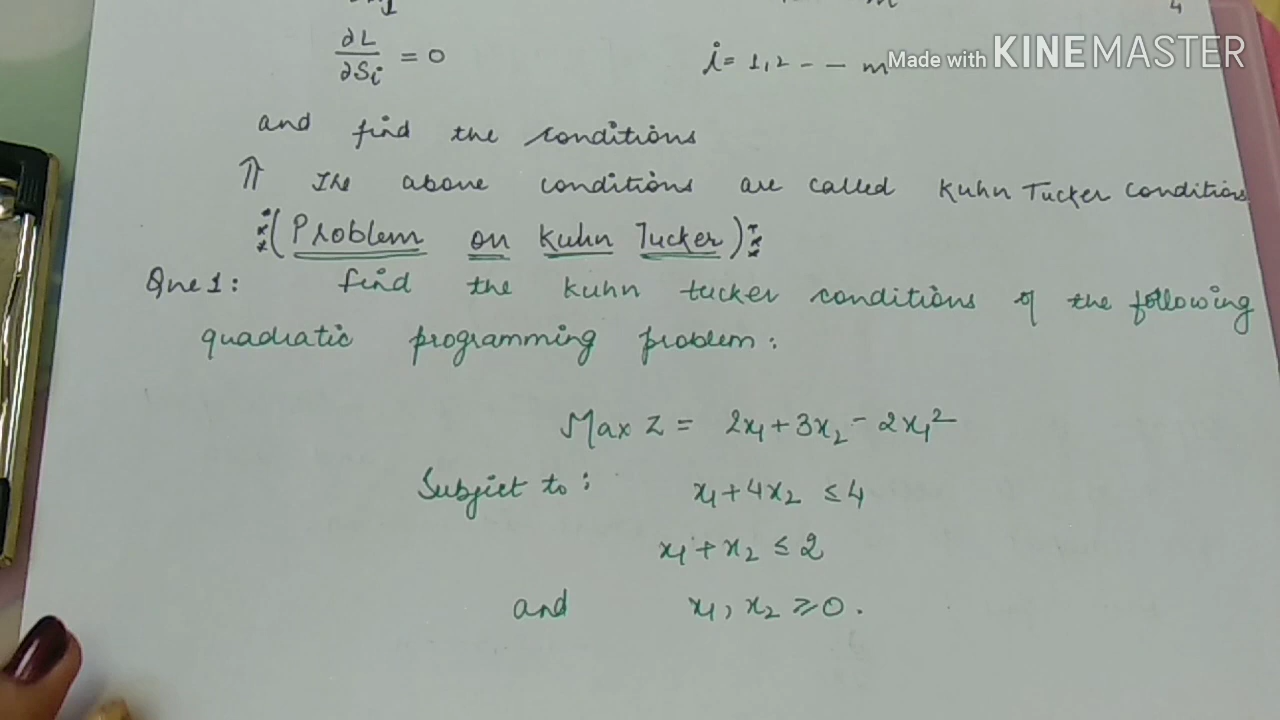 ∂L/∂Si = 0 i = 1,2 - - m
Made with KINEMASTER
and find the conditions
⇑ The above conditions are called Kuhn Tucker Conditions
(Problem on Kuhn Tucker)
Que 1: find the kuhn tucker conditions of the following
quadratic programming problem:
Max Z = 2x₁ + 3x₂ - 2x₁²
Subject to: x₁ + 4x₂ ≤ 4
x₁ + x₂ ≤ 2
and x₁, x₂ ≥ 0.